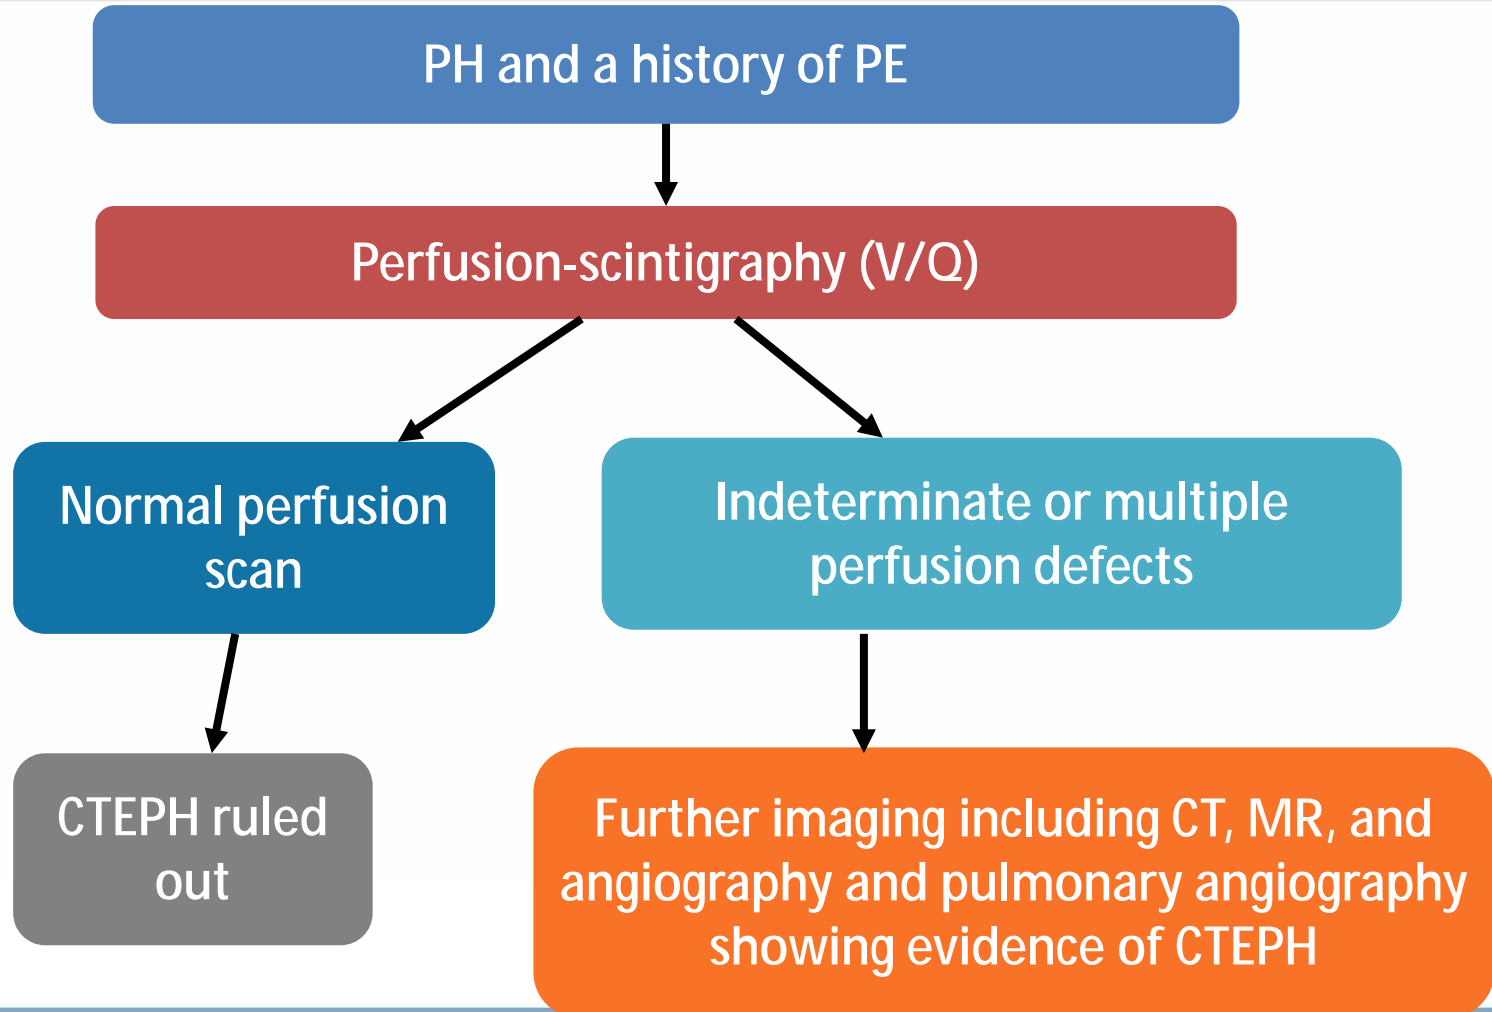 PH and a history of PE
Perfusion-scintigraphy (V/Q)
Normal perfusion
scan
Indeterminate or multiple
perfusion defects
CTEPH ruled
out
Further imaging including CT, MR, and
angiography and pulmonary angiography
showing evidence of CTEPH